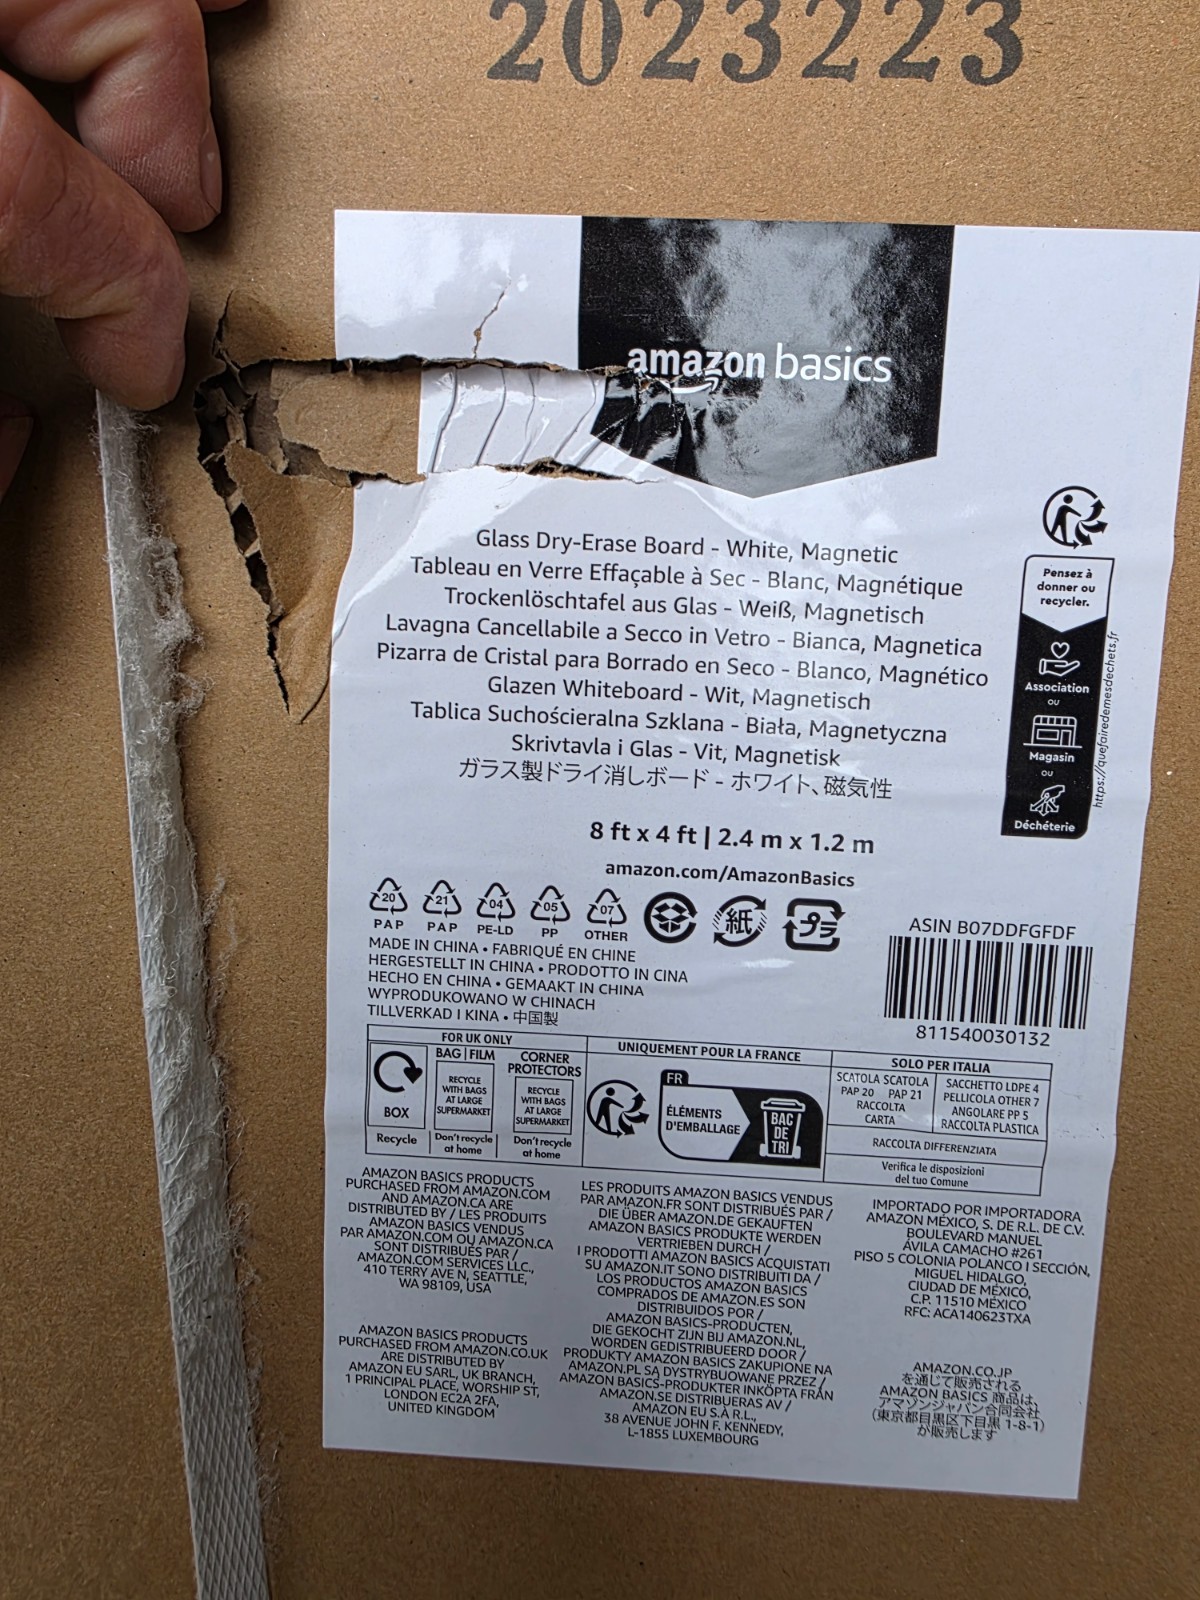 2023223
amazon basics
Glass Dry-Erase Board - White, Magnetic
Tableau en Verre Effaçable à Sec - Blanc, Magnétique
Trockenlöschtafel aus Glas - Weiß, Magnetisch
Lavagna Cancellabile a Secco in Vetro - Bianca, Magnetica
Pizarra de Cristal para Borrado en Seco - Blanco, Magnético
Glazen Whiteboard - Wit, Magnetisch
Tablica Suchościeralna Szklana - Biała, Magnetyczna
Skrivtavla i Glas - Vit, Magnetisk
ガラス製ドライ消しボード - ホワイト、磁気性
8 ft x 4 ft | 2.4 m x 1.2 m
amazon.com/AmazonBasics
Pensez à
donner ou
recycler.
Association
ou
Magasin
ou
Déchéterie
https://quefairedemesdechets.fr
20
PAP
21
PAP
04
PE-LD
05
PP
07
OTHER
紙
プラ
MADE IN CHINA • FABRIQUÉ EN CHINE
HERGESTELLT IN CHINA • PRODOTTO IN CINA
HECHO EN CHINA • GEMAAKT IN CHINA
WYPRODUKOWANO W CHINACH
TILLVERKAD I KINA • 中国製
ASIN B07DDFGFDF
811540030132
FOR UK ONLY
BOX
Recycle
BAG | FILM
RECYCLE
WITH BAGS
AT LARGE
SUPERMARKET
Don't recycle
at home
CORNER
PROTECTORS
RECYCLE
WITH BAGS
AT LARGE
SUPERMARKET
Don't recycle
at home
UNIQUEMENT POUR LA FRANCE
FR
ÉLÉMENTS
D'EMBALLAGE
BAC
DE
TRI
SOLO PER ITALIA
SCATOLA SCATOLA
PAP 20 PAP 21
RACCOLTA
CARTA
SACCHETTO LDPE 4
PELLICOLA OTHER 7
ANGOLARE PP 5
RACCOLTA PLASTICA
RACCOLTA DIFFERENZIATA
Verifica le disposizioni
del tuo Comune
AMAZON BASICS PRODUCTS
PURCHASED FROM AMAZON.COM
AND AMAZON.CA ARE
DISTRIBUTED BY / LES PRODUITS
AMAZON BASICS VENDUS
PAR AMAZON.COM OU AMAZON.CA
SONT DISTRIBUÉS PAR /
AMAZON.COM SERVICES LLC.,
410 TERRY AVE N, SEATTLE,
WA 98109, USA
AMAZON BASICS PRODUCTS
PURCHASED FROM AMAZON.CO.UK
ARE DISTRIBUTED BY
AMAZON EU SARL, UK BRANCH,
1 PRINCIPAL PLACE, WORSHIP ST,
LONDON EC2A 2FA,
UNITED KINGDOM
LES PRODUITS AMAZON BASICS VENDUS
PAR AMAZON.FR SONT DISTRIBUÉS PAR /
DIE ÜBER AMAZON.DE GEKAUFTEN
AMAZON BASICS PRODUKTE WERDEN
VERTRIEBEN DURCH /
I PRODOTTI AMAZON BASICS ACQUISTATI
SU AMAZON.IT SONO DISTRIBUITI DA /
LOS PRODUCTOS AMAZON BASICS
COMPRADOS DE AMAZON.ES SON
DISTRIBUIDOS POR /
AMAZON BASICS-PRODUCTEN,
DIE GEKOCHT ZIJN BIJ AMAZON.NL,
WORDEN GEDISTRIBUEERD DOOR /
PRODUKTY AMAZON BASICS ZAKUPIONE NA
AMAZON.PL SĄ DYSTRYBUOWANE PRZEZ /
AMAZON BASICS-PRODUKTER INKÖPTA FRÅN
AMAZON.SE DISTRIBUERAS AV /
AMAZON EU S.À R.L.,
38 AVENUE JOHN F. KENNEDY,
L-1855 LUXEMBOURG
IMPORTADO POR IMPORTADORA
AMAZON MÉXICO, S. DE R.L. DE C.V.
BOULEVARD MANUEL
ÁVILA CAMACHO #261
PISO 5 COLONIA POLANCO I SECCIÓN,
MIGUEL HIDALGO,
CIUDAD DE MÉXICO,
C.P. 11510 MÉXICO
RFC: ACA140623TXA
AMAZON.CO.JP
を通じて販売される
AMAZON BASICS 商品は、
アマゾンジャパン合同会社
(東京都目黒区下目黒 1-8-1)
が販売します